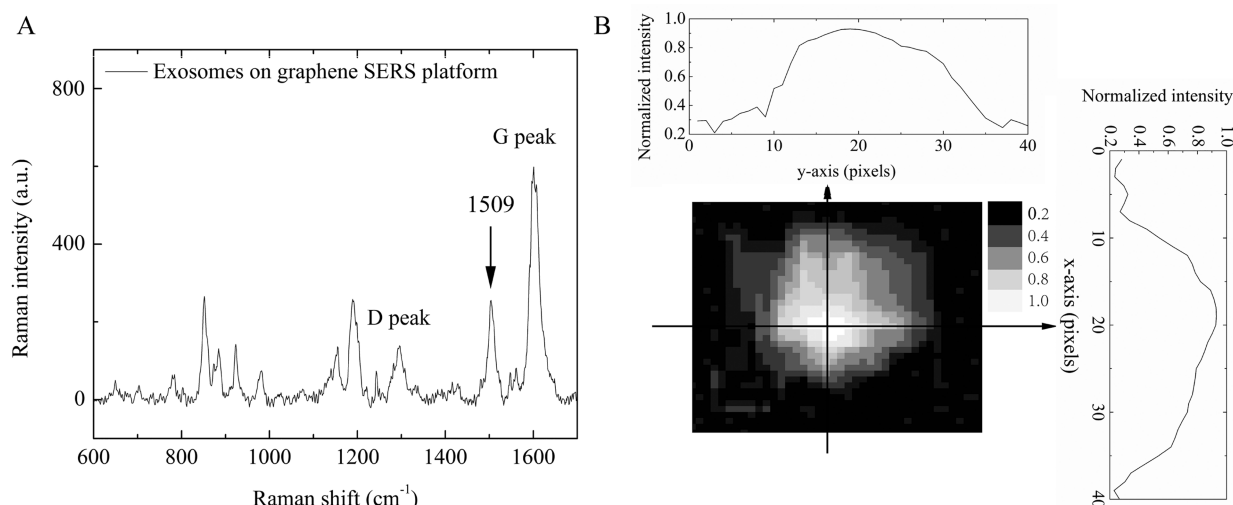 A
Raman intensity (a.u.)
800
400
0
Exosomes on graphene SERS platform
G peak
1509
D peak
600 800 1000 1200 1400 1600
Raman shift (cm⁻¹)
B
Normalized intensity
1.0
0.8
0.6
0.4
0.2
0 10 20 30 40
y-axis (pixels)
0.2
0.4
0.6
0.8
1.0
Normalized intensity
0.2 0.4 0.6 0.8 1.0
0
10
20
30
40
x-axis (pixels)